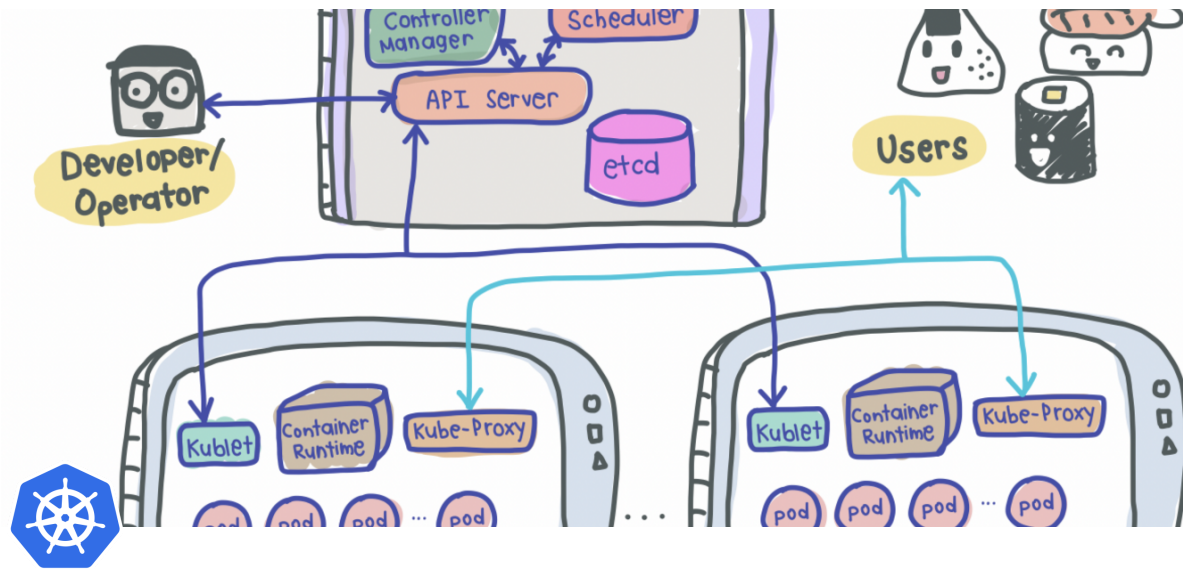 Controller
Manager
Scheduler
API Server
etcd
Developer/
Operator
Users
Kublet
Container
Runtime
Kube-Proxy
pod
pod
pod
...
pod
...
Kublet
Container
Runtime
Kube-Proxy
pod
pod
pod
...
pod